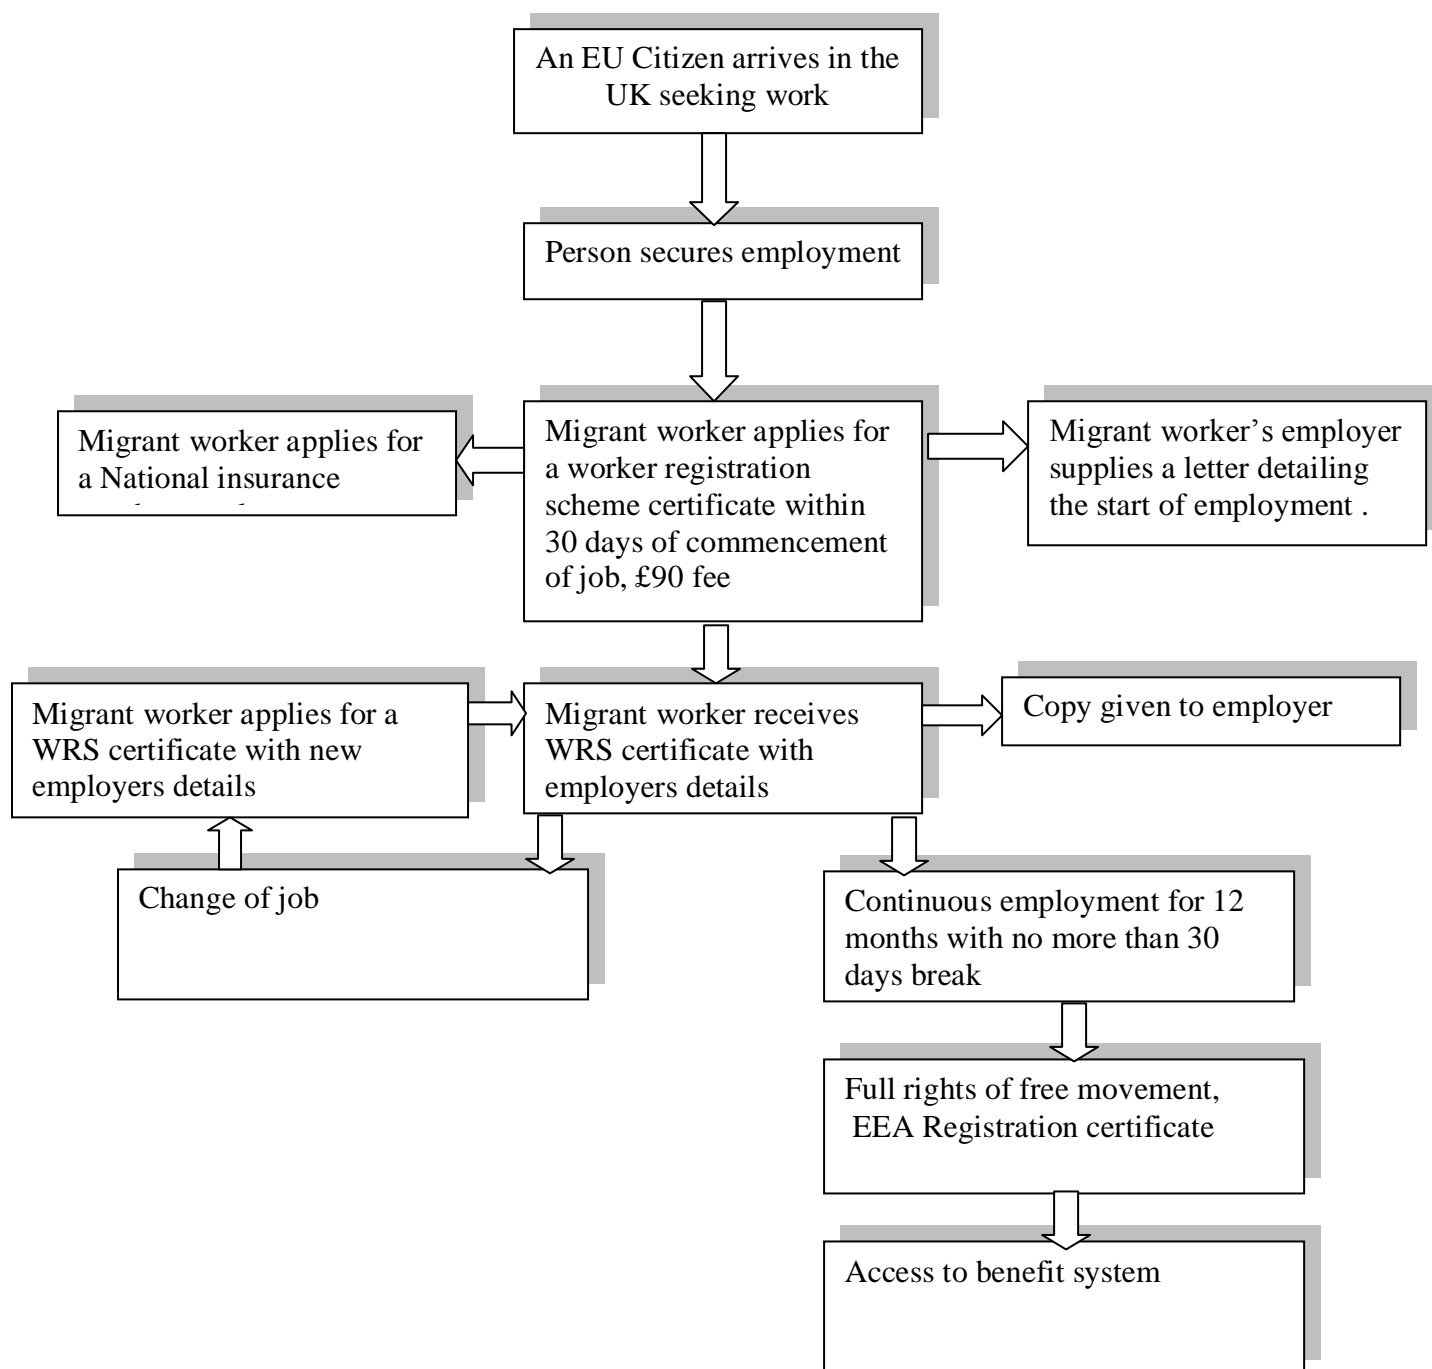 An EU Citizen arrives in the
UK seeking work
Person secures employment
Migrant worker applies for
a National insurance
Migrant worker applies for
a worker registration
scheme certificate within
30 days of commencement
of job, £90 fee
Migrant worker’s employer
supplies a letter detailing
the start of employment .
Migrant worker applies for a
WRS certificate with new
employers details
Migrant worker receives
WRS certificate with
employers details
Copy given to employer
Change of job
Continuous employment for 12
months with no more than 30
days break
Full rights of free movement,
EEA Registration certificate
Access to benefit system